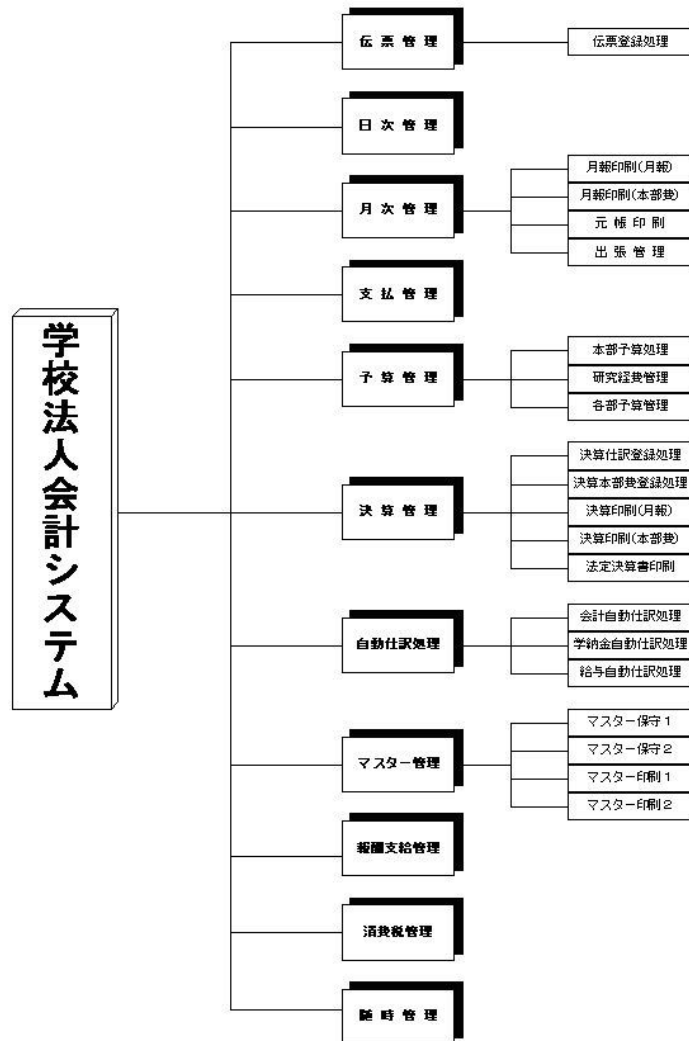 学校法人会計システム
伝票管理
伝票登録処理
日次管理
月次管理
月報印刷(月報)
月報印刷(本部費)
元帳印刷
出張管理
支払管理
予算管理
本部予算処理
研究経費管理
各部予算管理
決算管理
決算仕訳登録処理
決算本部費登録処理
決算印刷(月報)
決算印刷(本部費)
法定決算書印刷
自動仕訳処理
会計自動仕訳処理
学納金自動仕訳処理
給与自動仕訳処理
マスター管理
マスター保守1
マスター保守2
マスター印刷1
マスター印刷2
報酬支給管理
消費税管理
随時管理